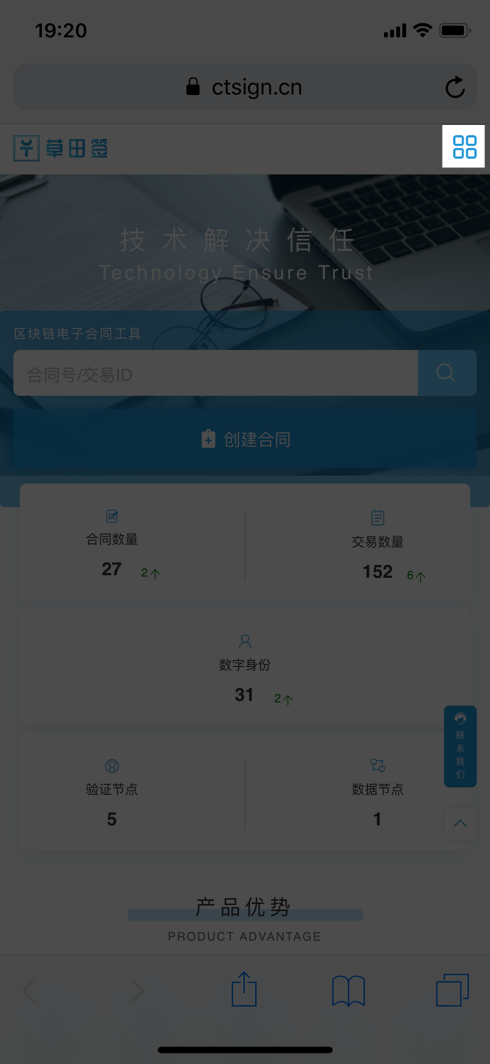 19:20
ctsign.cn
草田签
技术解决信任
Technology Ensure Trust
区块链电子合同工具
合同号/交易ID
创建合同
合同数量
27 2↑
交易数量
152 6↑
数字身份
31 2↑
联系我们
验证节点
5
数据节点
1
产品优势
PRODUCT ADVANTAGE